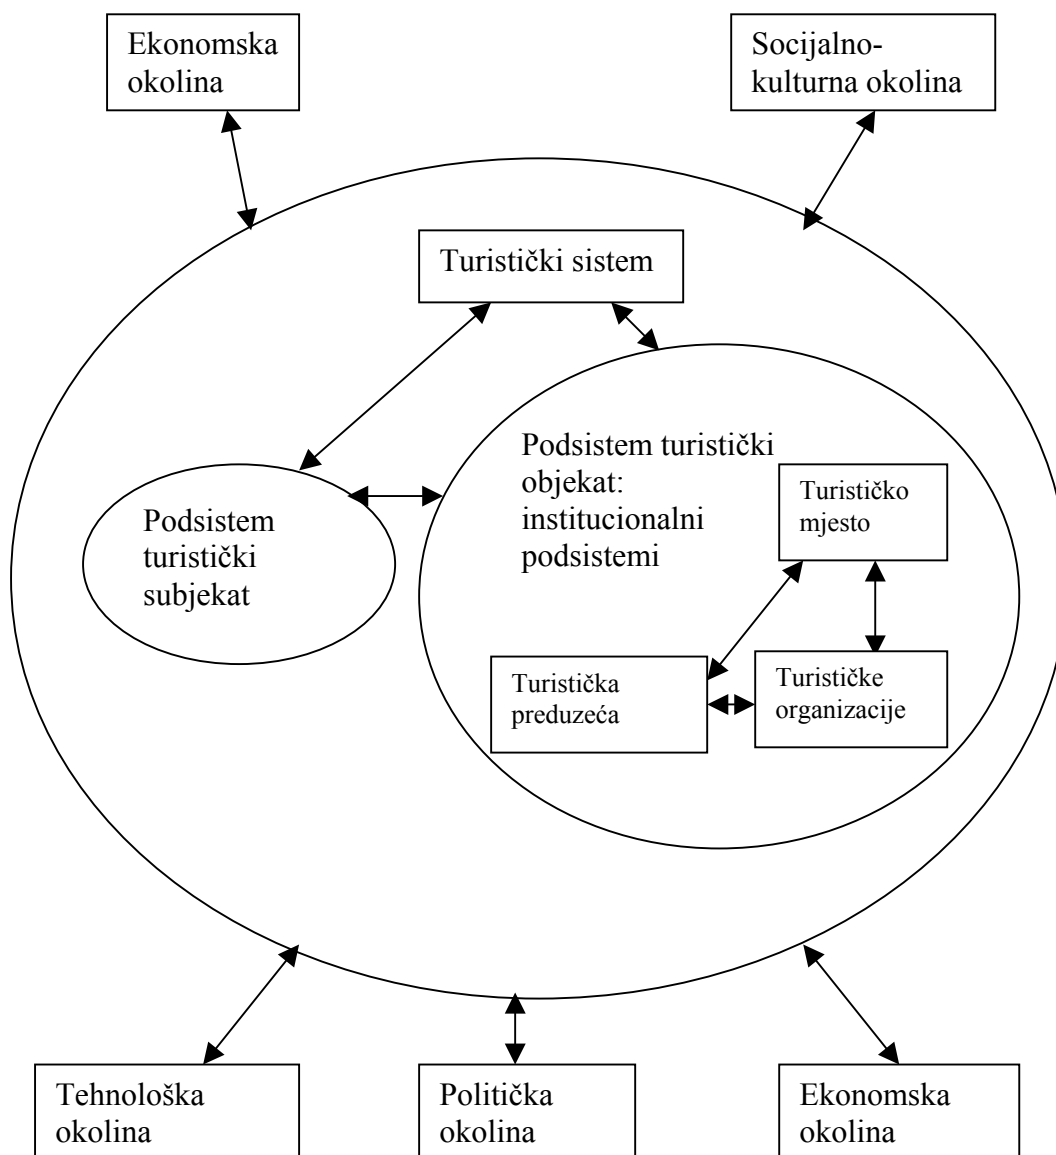 Ekonomska
okolina
Socijalno-
kulturna okolina
Turistički sistem
Podsistem turistički
objekat:
institucionalni
podsistemi
Turističko
mjesto
Podsistem
turistički
subjekat
Turistička
preduzeća
Turističke
organizacije
Tehnološka
okolina
Politička
okolina
Ekonomska
okolina